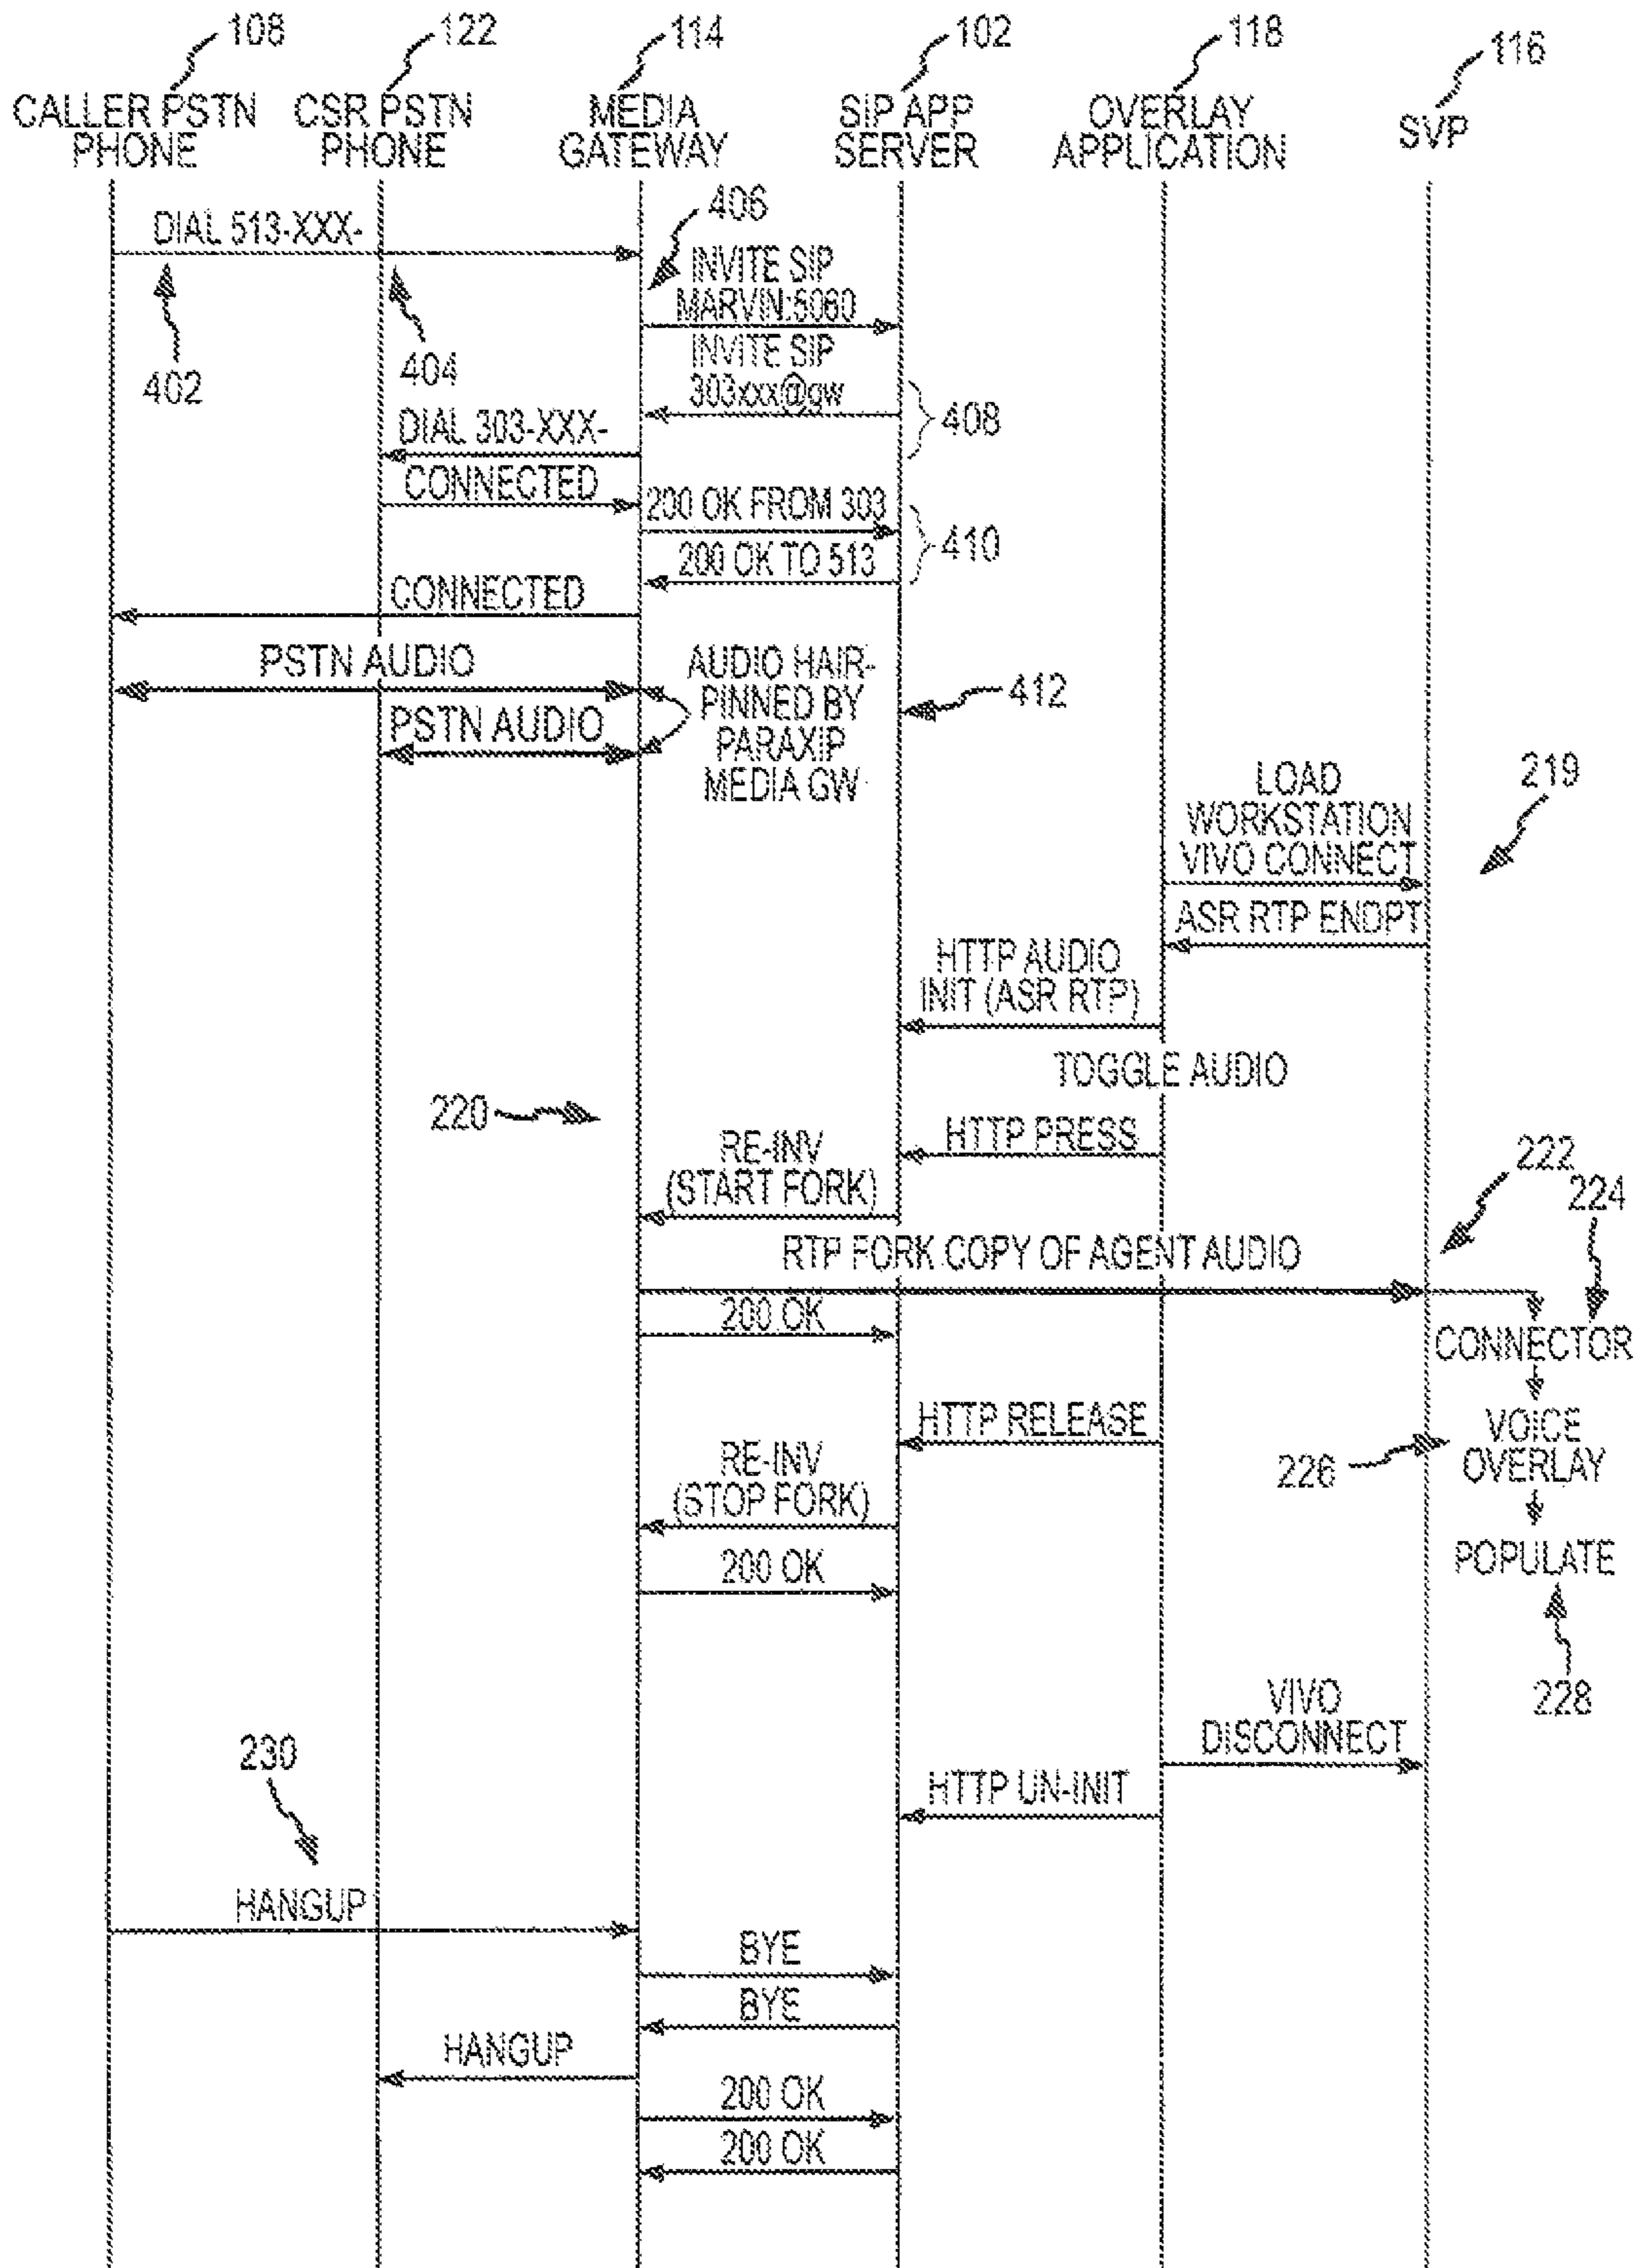 108
122
114
102
118
116
CALLER PSTN
PHONE
CSR PSTN
PHONE
MEDIA
GATEWAY
SIP APP
SERVER
OVERLAY
APPLICATION
SVP
DIAL 513-XXX-
402
404
406
INVITE SIP
MARVIN:5060
INVITE SIP
303xxx@gw
408
DIAL 303-XXX-
CONNECTED
200 OK FROM 303
200 OK TO 513
410
CONNECTED
PSTN AUDIO
PSTN AUDIO
AUDIO HAIR-
PINNED BY
PARAXIP
MEDIA GW
412
LOAD
WORKSTATION
VIVO CONNECT
219
ASR RTP ENDPT
HTTP AUDIO
INIT (ASR RTP)
TOGGLE AUDIO
220
HTTP PRESS
RE-INV
(START FORK)
222
224
RTP FORK COPY OF AGENT AUDIO
200 OK
CONNECTOR
HTTP RELEASE
VOICE
OVERLAY
226
RE-INV
(STOP FORK)
200 OK
POPULATE
228
VIVO
DISCONNECT
230
HTTP UN-INIT
HANGUP
BYE
BYE
HANGUP
200 OK
200 OK